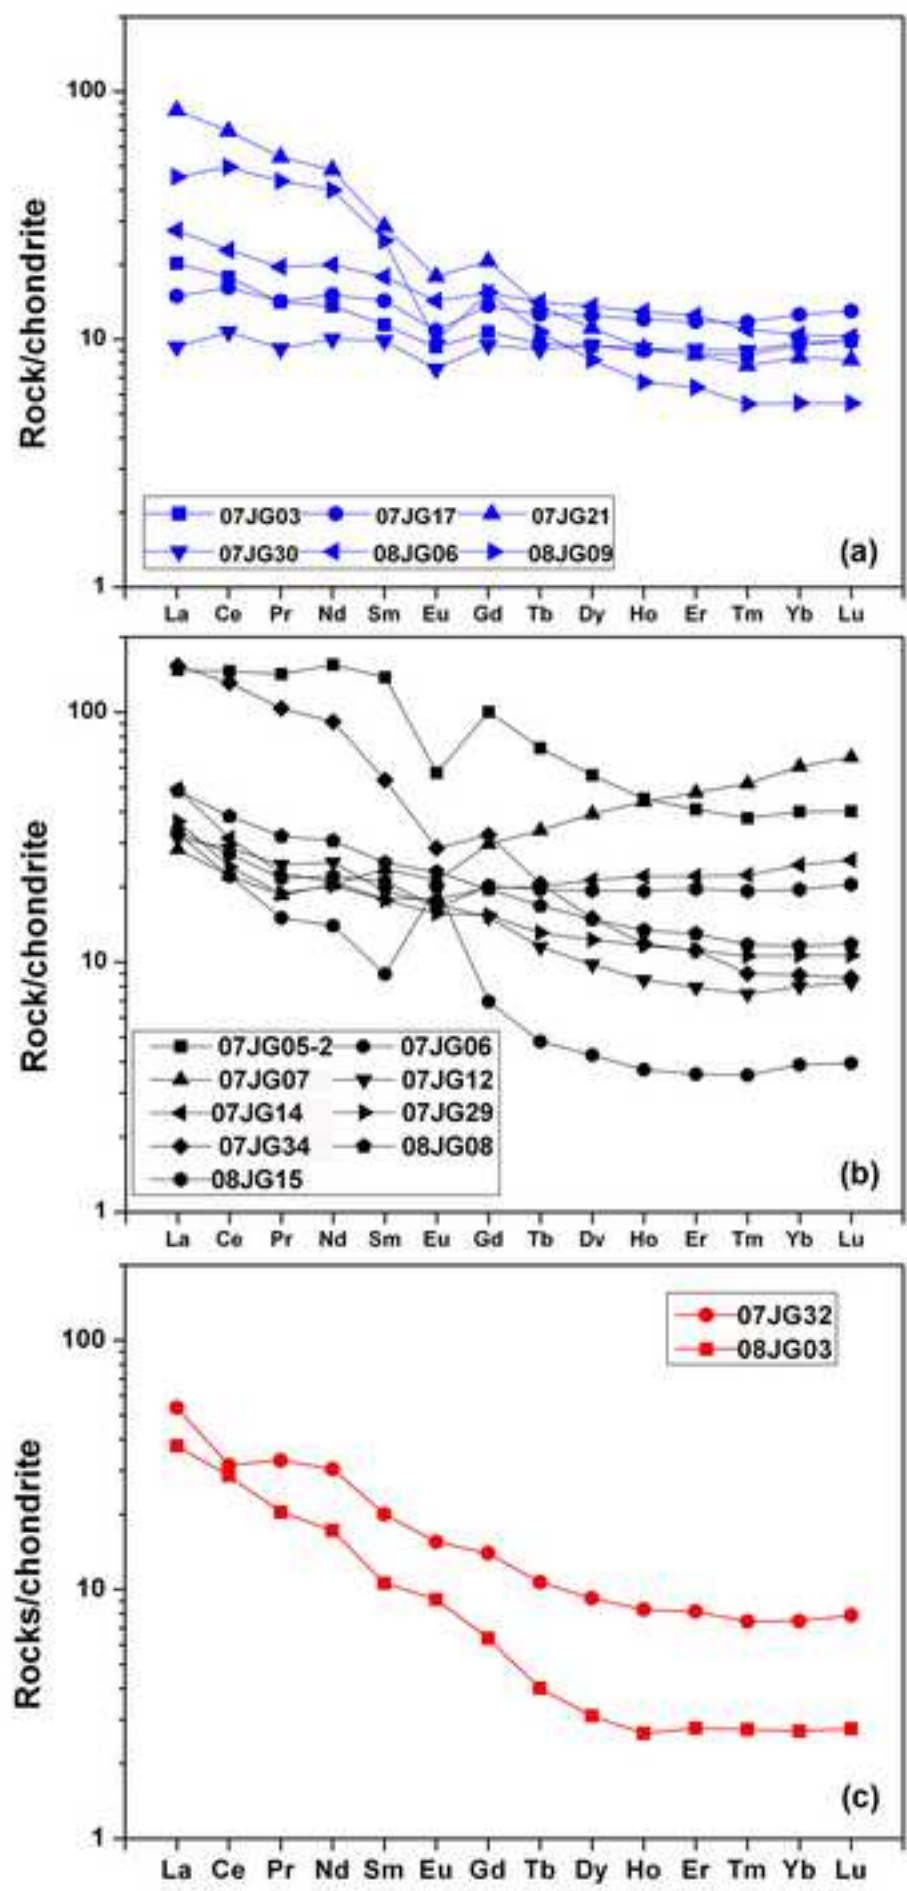 Rock/chondrite
100
10
1
07JG03 07JG17 07JG21
07JG30 08JG06 08JG09
(a)
La Ce Pr Nd Sm Eu Gd Tb Dy Ho Er Tm Yb Lu
Rock/chondrite
100
10
1
07JG05-2 07JG06
07JG07 07JG12
07JG14 07JG29
07JG34 08JG08
08JG15
(b)
La Ce Pr Nd Sm Eu Gd Tb Dv Ho Er Tm Yb Lu
Rocks/chondrite
100
10
1
07JG32
08JG03
(c)
La Ce Pr Nd Sm Eu Gd Tb Dy Ho Er Tm Yb Lu